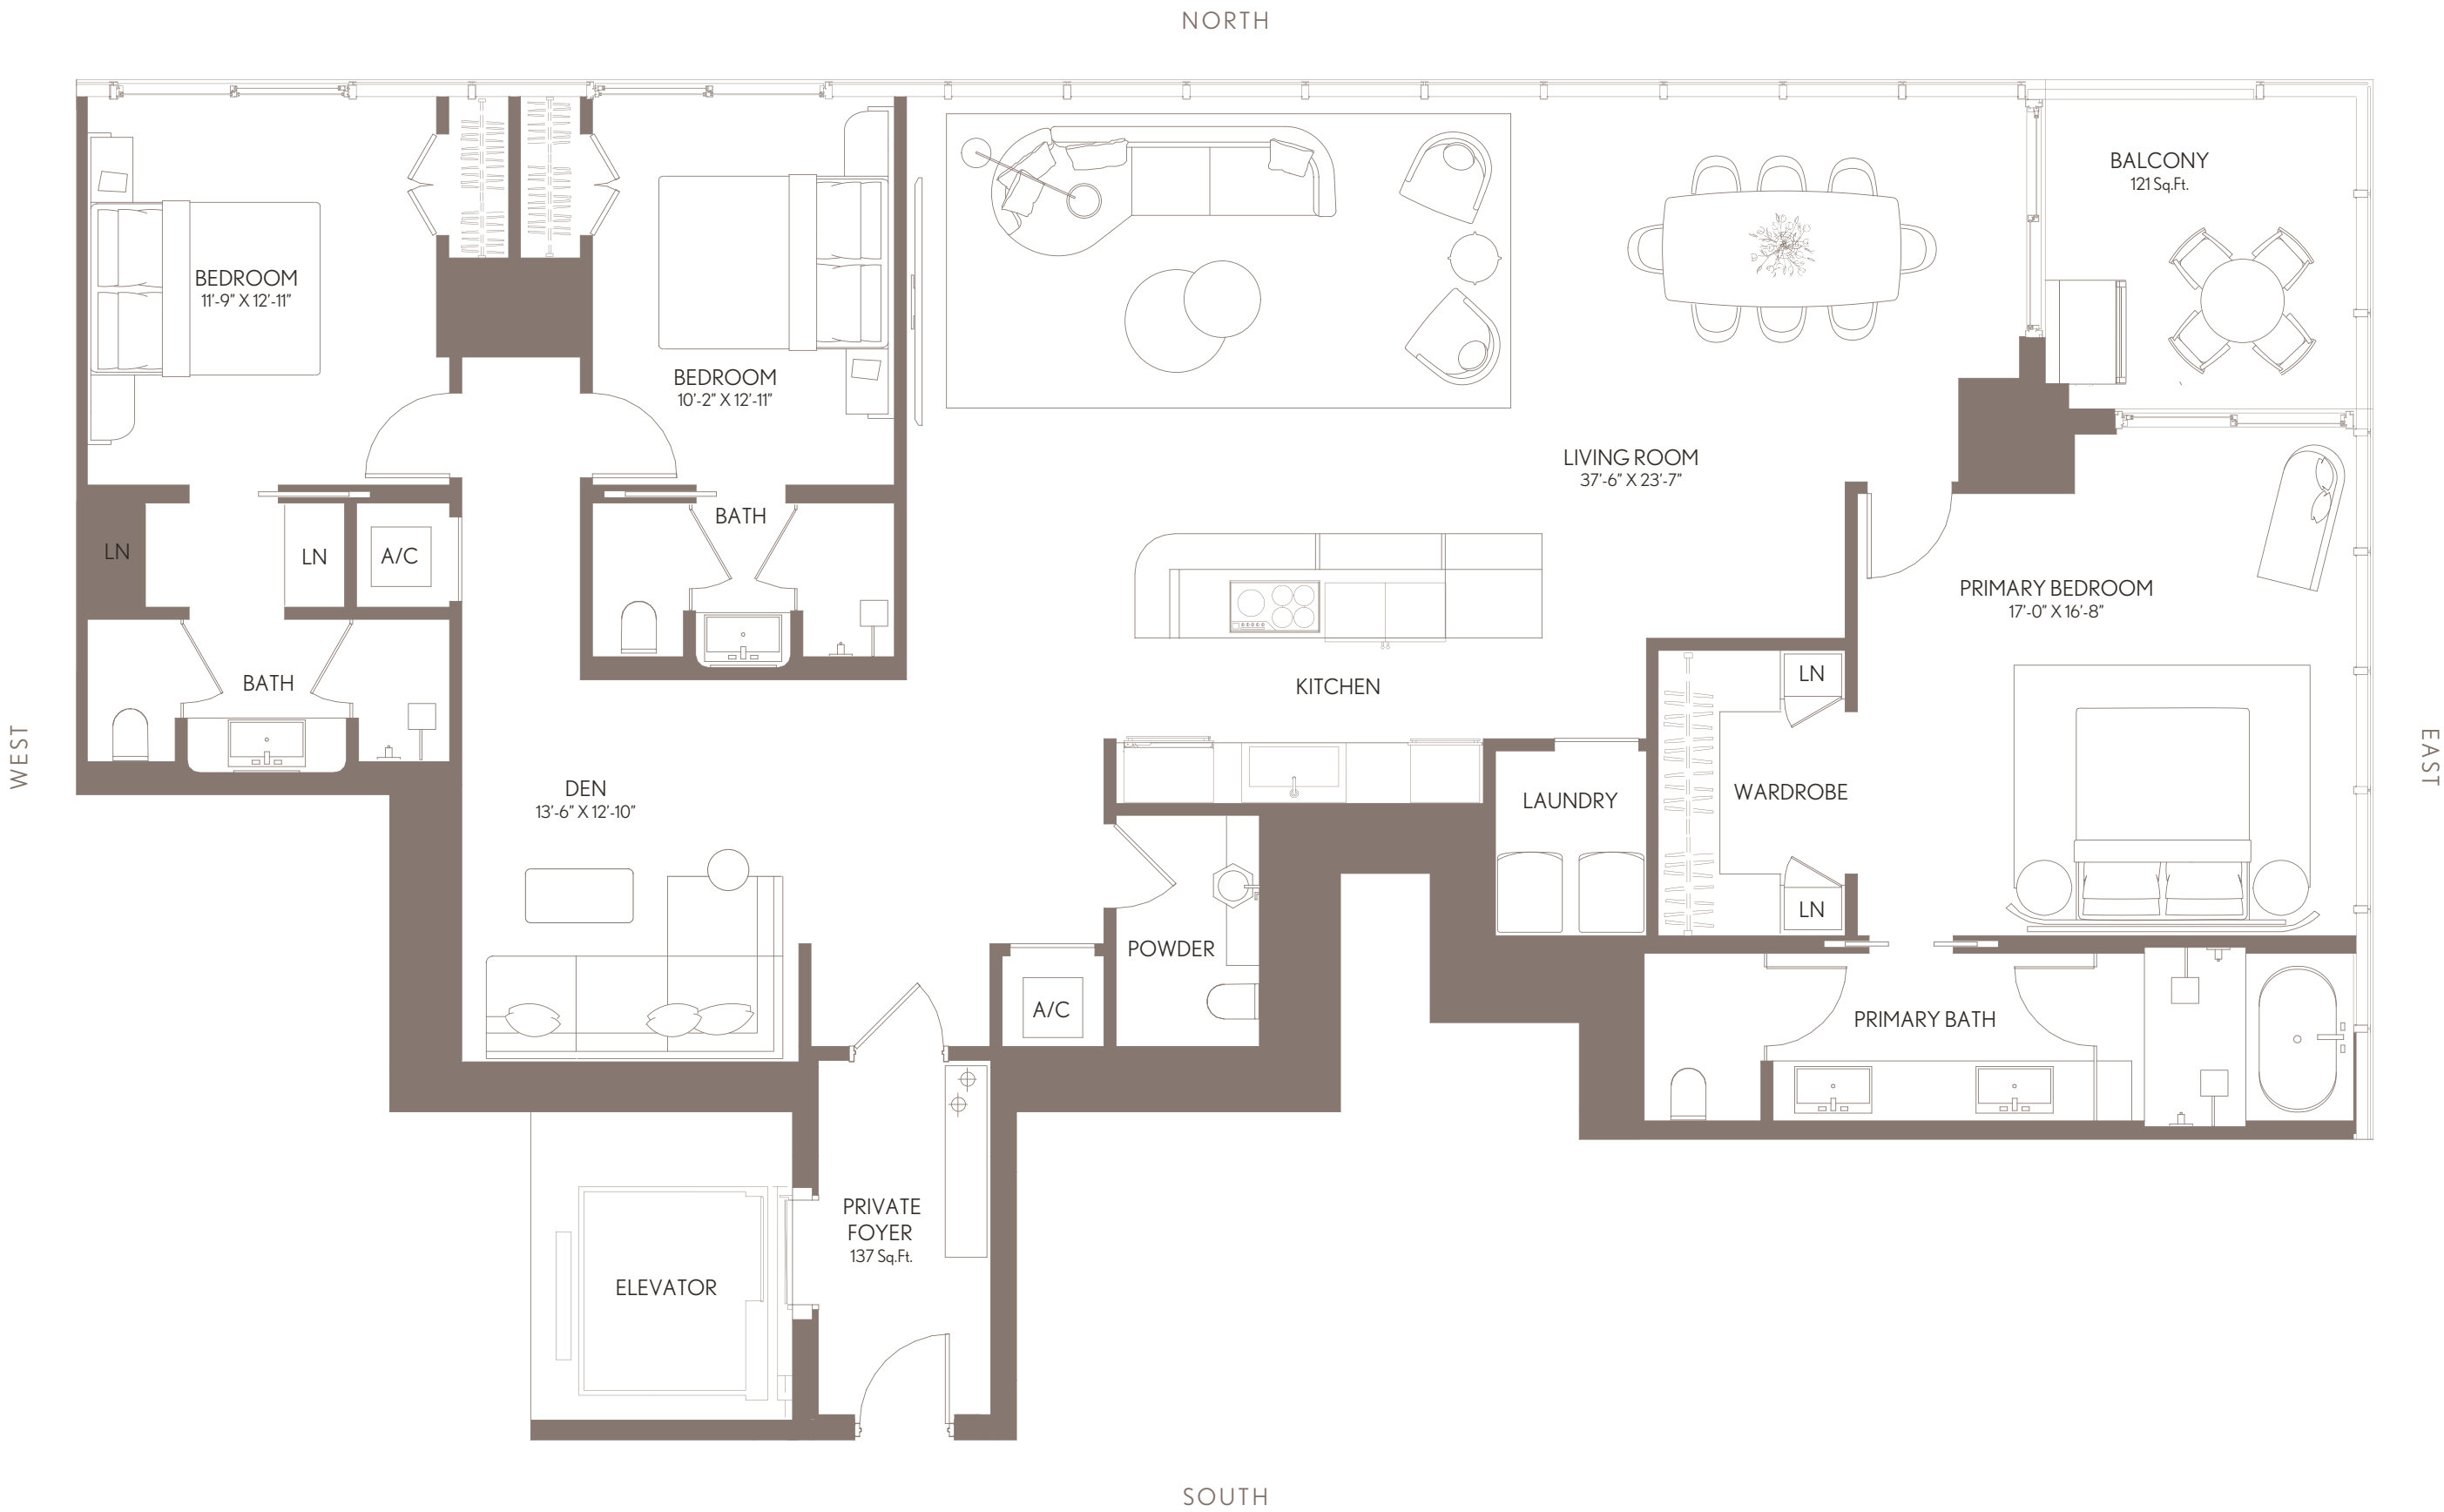 NORTH
BALCONY
121 Sq.Ft.
BEDROOM
11'-9" X 12'-11"
BEDROOM
10'-2" X 12'-11"
LIVING ROOM
37'-6" X 23'-7"
BATH
LN
LN
A/C
PRIMARY BEDROOM
17'-0" X 16'-8"
KITCHEN
LN
BATH
WEST
EAST
DEN
13'-6" X 12'-10"
LAUNDRY
WARDROBE
LN
POWDER
A/C
PRIMARY BATH
PRIVATE
FOYER
137 Sq.Ft.
ELEVATOR
SOUTH